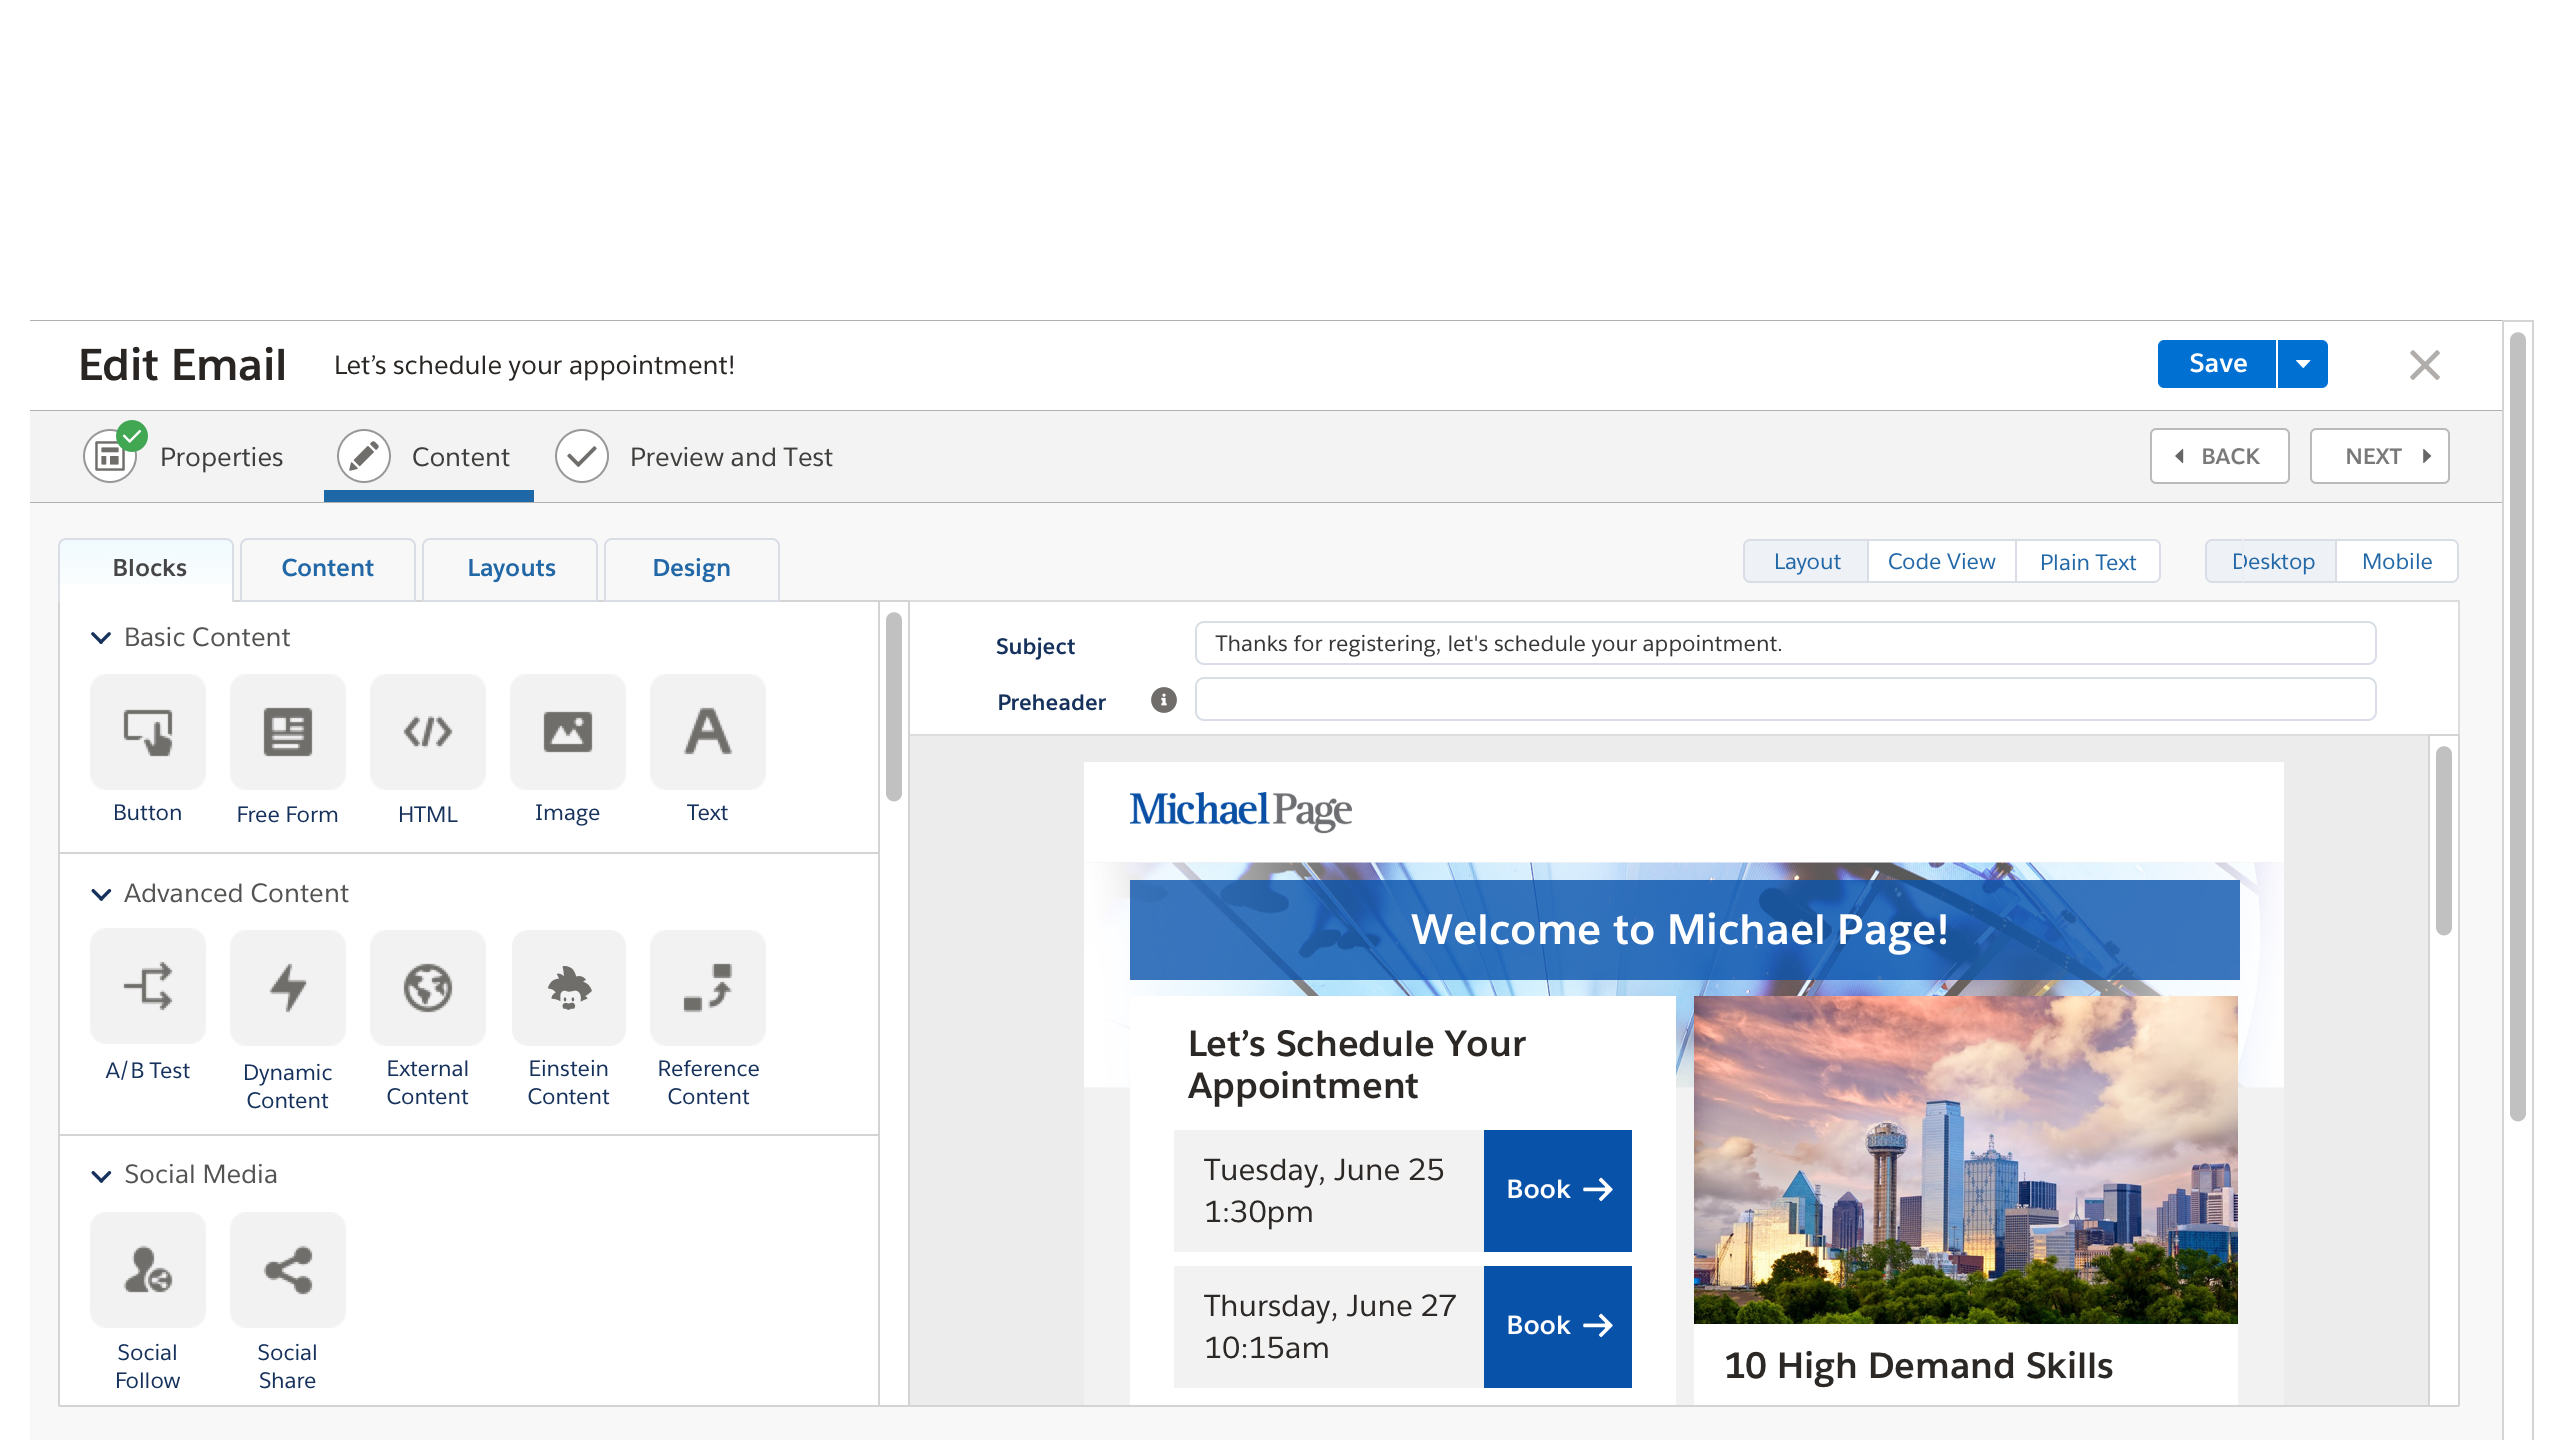 Edit Email
Let’s schedule your appointment!
Save
Properties
Content
Preview and Test
BACK
NEXT
Blocks
Content
Layouts
Design
Layout
Code View
Plain Text
Desktop
Mobile
Basic Content
Button
Free Form
HTML
Image
Text
Advanced Content
A/B Test
Dynamic
Content
External
Content
Einstein
Content
Reference
Content
Social Media
Social
Follow
Social
Share
Subject
Thanks for registering, let's schedule your appointment.
Preheader
MichaelPage
Welcome to Michael Page!
Let’s Schedule Your
Appointment
Tuesday, June 25
1:30pm
Book
Thursday, June 27
10:15am
Book
10 High Demand Skills